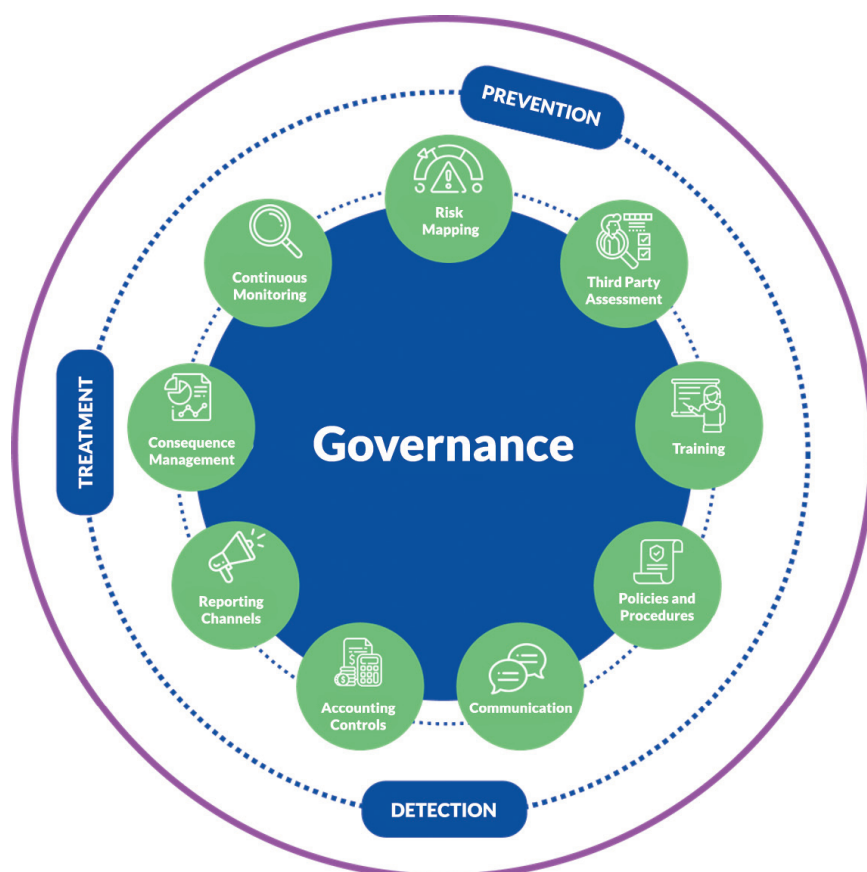 PREVENTION
Risk
Mapping
Third Party
Assessment
Training
Policies and
Procedures
Communication
DETECTION
Accounting
Controls
Reporting
Channels
Consequence
Management
TREATMENT
Continuous
Monitoring
Governance